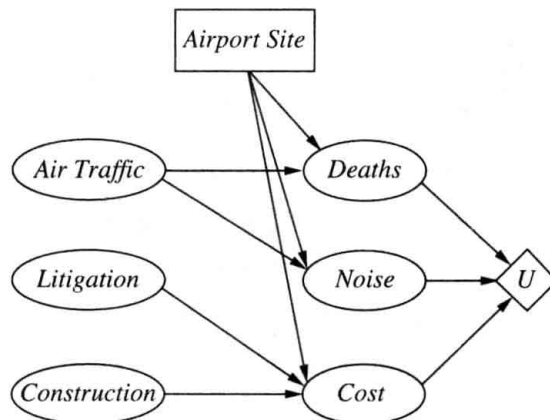 Airport Site
Air Traffic
Deaths
Litigation
Noise
U
Construction
Cost